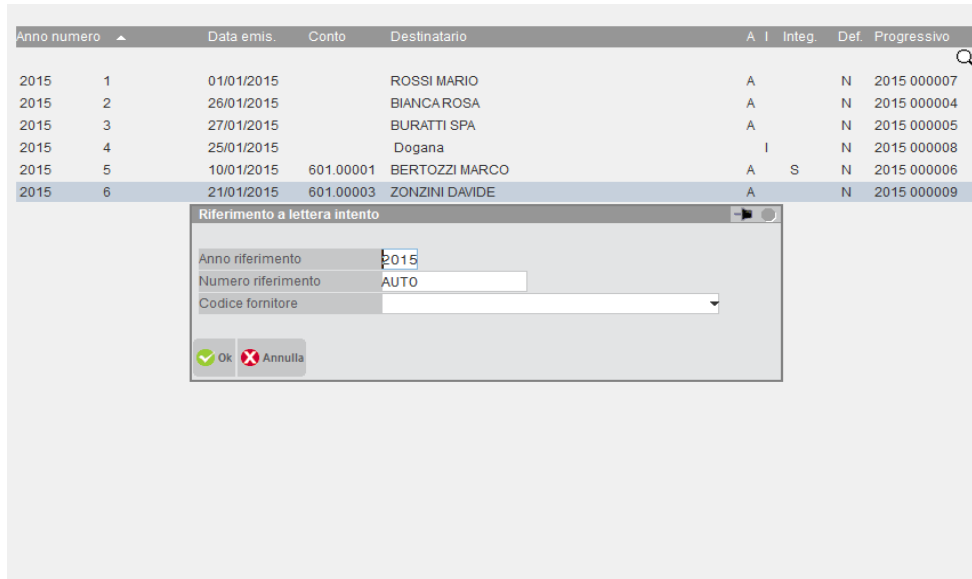 Anno numero Data emis. Conto Destinatario A I Integ. Def. Progressivo
2015 1 01/01/2015 ROSSI MARIO A N 2015 000007
2015 2 26/01/2015 BIANCA ROSA A N 2015 000004
2015 3 27/01/2015 BURATTI SPA A N 2015 000005
2015 4 25/01/2015 Dogana I N 2015 000008
2015 5 10/01/2015 601.00001 BERTOZZI MARCO A S N 2015 000006
2015 6 21/01/2015 601.00003 ZONZINI DAVIDE A N 2015 000009
Riferimento a lettera intento
Anno riferimento 2015
Numero riferimento AUTO
Codice fornitore
Ok Annulla